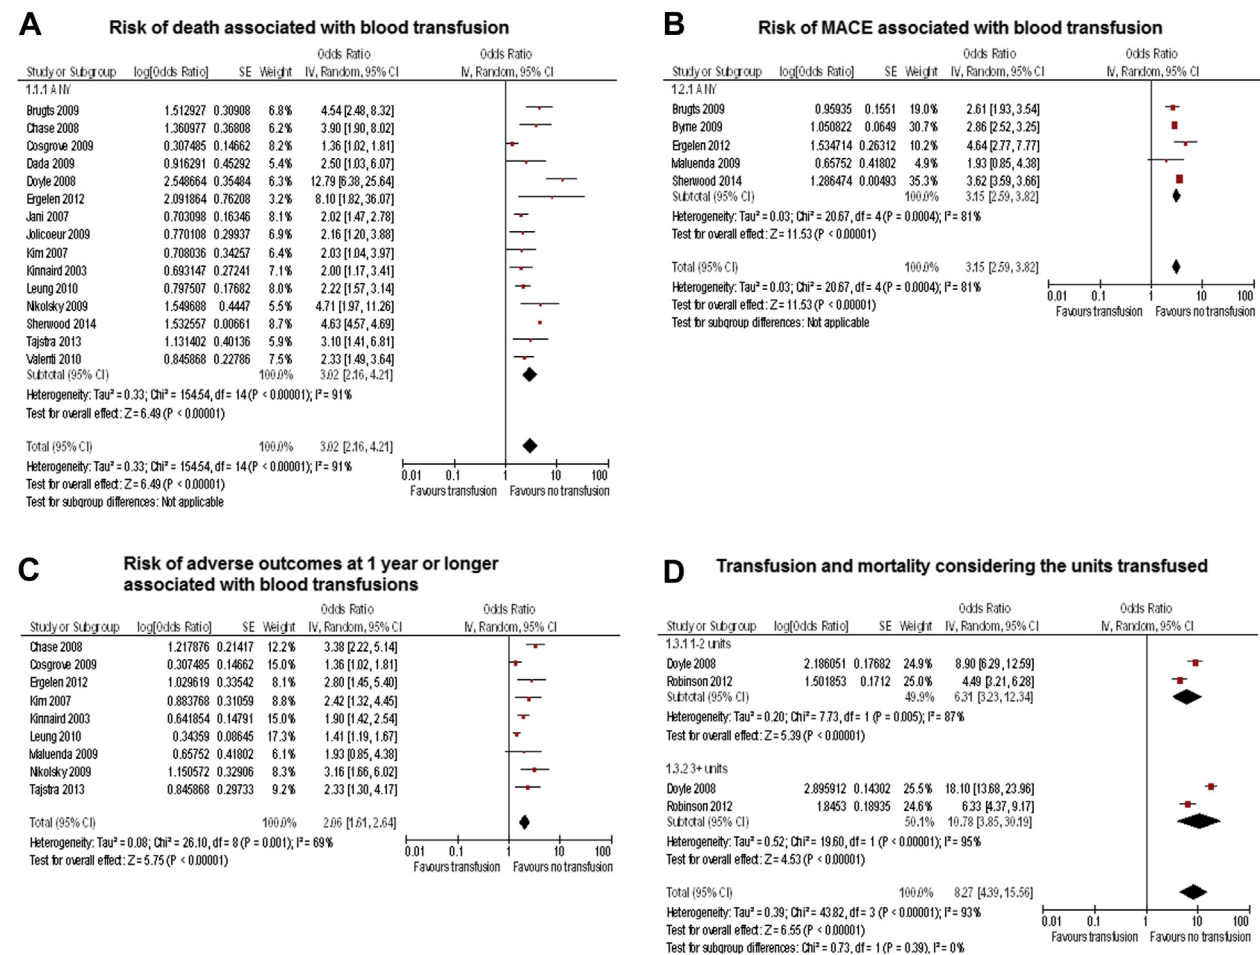 A
Risk of death associated with blood transfusion
Odds Ratio Odds Ratio
Study or Subgroup log[Odds Ratio] SE Weight IV, Random, 95% CI IV, Random, 95% CI
1.1.1 ANY
Brugts 2009 1.512927 0.30908 6.8% 4.54 [2.48, 8.32]
Chase 2008 1.360977 0.36808 6.2% 3.90 [1.90, 8.02]
Cosgrove 2009 0.307485 0.14662 8.2% 1.36 [1.02, 1.81]
Dada 2009 0.916291 0.45292 5.4% 2.50 [1.03, 6.07]
Doyle 2008 2.548664 0.35484 6.3% 12.79 [6.38, 25.64]
Ergelen 2012 2.091864 0.76208 3.2% 8.10 [1.82, 36.07]
Jani 2007 0.703098 0.16346 8.1% 2.02 [1.47, 2.78]
Jolicoeur 2009 0.770108 0.29937 6.9% 2.16 [1.20, 3.88]
Kim 2007 0.708036 0.34257 6.4% 2.03 [1.04, 3.97]
Kinnaird 2003 0.693147 0.27241 7.1% 2.00 [1.17, 3.41]
Leung 2010 0.797507 0.17682 8.0% 2.22 [1.57, 3.14]
Nikolsky 2009 1.549688 0.4447 5.5% 4.71 [1.97, 11.26]
Sherwood 2014 1.532557 0.00661 8.7% 4.63 [4.57, 4.69]
Tajstra 2013 1.131402 0.40136 5.9% 3.10 [1.41, 6.81]
Valenti 2010 0.845868 0.22786 7.5% 2.33 [1.49, 3.64]
Subtotal (95% CI) 100.0% 3.02 [2.16, 4.21]
Heterogeneity: Tau² = 0.33; Chi² = 154.54, df = 14 (P < 0.00001); I² = 91%
Test for overall effect: Z = 6.49 (P < 0.00001)
Total (95% CI) 100.0% 3.02 [2.16, 4.21]
Heterogeneity: Tau² = 0.33; Chi² = 154.54, df = 14 (P < 0.00001); I² = 91%
Test for overall effect: Z = 6.49 (P < 0.00001)
Test for subgroup differences: Not applicable
0.01 0.1 1 10 100
Favours transfusion Favours no transfusion
B
Risk of MACE associated with blood transfusion
Odds Ratio Odds Ratio
Study or Subgroup log[Odds Ratio] SE Weight IV, Random, 95% CI IV, Random, 95% CI
1.2.1 ANY
Brugts 2009 0.95935 0.1551 19.0% 2.61 [1.93, 3.54]
Byrne 2009 1.050822 0.0649 30.7% 2.86 [2.52, 3.25]
Ergelen 2012 1.534714 0.26312 10.2% 4.64 [2.77, 7.77]
Maluenda 2009 0.65752 0.41802 4.9% 1.93 [0.85, 4.38]
Sherwood 2014 1.286474 0.00493 35.3% 3.62 [3.59, 3.66]
Subtotal (95% CI) 100.0% 3.15 [2.59, 3.82]
Heterogeneity: Tau² = 0.03; Chi² = 20.67, df = 4 (P = 0.0004); I² = 81%
Test for overall effect: Z = 11.53 (P < 0.00001)
Total (95% CI) 100.0% 3.15 [2.59, 3.82]
Heterogeneity: Tau² = 0.03; Chi² = 20.67, df = 4 (P = 0.0004); I² = 81%
Test for overall effect: Z = 11.53 (P < 0.00001)
Test for subgroup differences: Not applicable
0.01 0.1 1 10 100
Favours transfusion Favours no transfusion
C
Risk of adverse outcomes at 1 year or longer
associated with blood transfusions
Odds Ratio Odds Ratio
Study or Subgroup log[Odds Ratio] SE Weight IV, Random, 95% CI IV, Random, 95% CI
Chase 2008 1.217876 0.21417 12.2% 3.38 [2.22, 5.14]
Cosgrove 2009 0.307485 0.14662 15.0% 1.36 [1.02, 1.81]
Ergelen 2012 1.029619 0.33542 8.1% 2.80 [1.45, 5.40]
Kim 2007 0.883768 0.31059 8.8% 2.42 [1.32, 4.45]
Kinnaird 2003 0.641854 0.14791 15.0% 1.90 [1.42, 2.54]
Leung 2010 0.34359 0.08645 17.3% 1.41 [1.19, 1.67]
Maluenda 2009 0.65752 0.41802 6.1% 1.93 [0.85, 4.38]
Nikolsky 2009 1.150572 0.32906 8.3% 3.16 [1.66, 6.02]
Tajstra 2013 0.845868 0.29733 9.2% 2.33 [1.30, 4.17]
Total (95% CI) 100.0% 2.06 [1.61, 2.64]
Heterogeneity: Tau² = 0.08; Chi² = 26.10, df = 8 (P = 0.001); I² = 69%
Test for overall effect: Z = 5.75 (P < 0.00001)
0.01 0.1 1 10 100
Favours transfusion Favours no transfusion
D
Transfusion and mortality considering the units transfused
Odds Ratio Odds Ratio
Study or Subgroup log[Odds Ratio] SE Weight IV, Random, 95% CI IV, Random, 95% CI
1.3.1 1-2 units
Doyle 2008 2.186051 0.17682 24.9% 8.90 [6.29, 12.59]
Robinson 2012 1.501853 0.1712 25.0% 4.49 [3.21, 6.28]
Subtotal (95% CI) 49.9% 6.31 [3.23, 12.34]
Heterogeneity: Tau² = 0.20; Chi² = 7.73, df = 1 (P = 0.005); I² = 87%
Test for overall effect: Z = 5.39 (P < 0.00001)
1.3.2 3+ units
Doyle 2008 2.895912 0.14302 25.5% 18.10 [13.68, 23.96]
Robinson 2012 1.8453 0.18935 24.6% 6.33 [4.37, 9.17]
Subtotal (95% CI) 50.1% 10.78 [3.85, 30.19]
Heterogeneity: Tau² = 0.52; Chi² = 19.60, df = 1 (P < 0.00001); I² = 95%
Test for overall effect: Z = 4.53 (P < 0.00001)
Total (95% CI) 100.0% 8.27 [4.39, 15.56]
Heterogeneity: Tau² = 0.39; Chi² = 43.82, df = 3 (P < 0.00001); I² = 93%
Test for overall effect: Z = 6.55 (P < 0.00001)
Test for subgroup differences: Chi² = 0.73, df = 1 (P = 0.39), I² = 0%
0.01 0.1 1 10 100
Favours transfusion Favours no transfusion